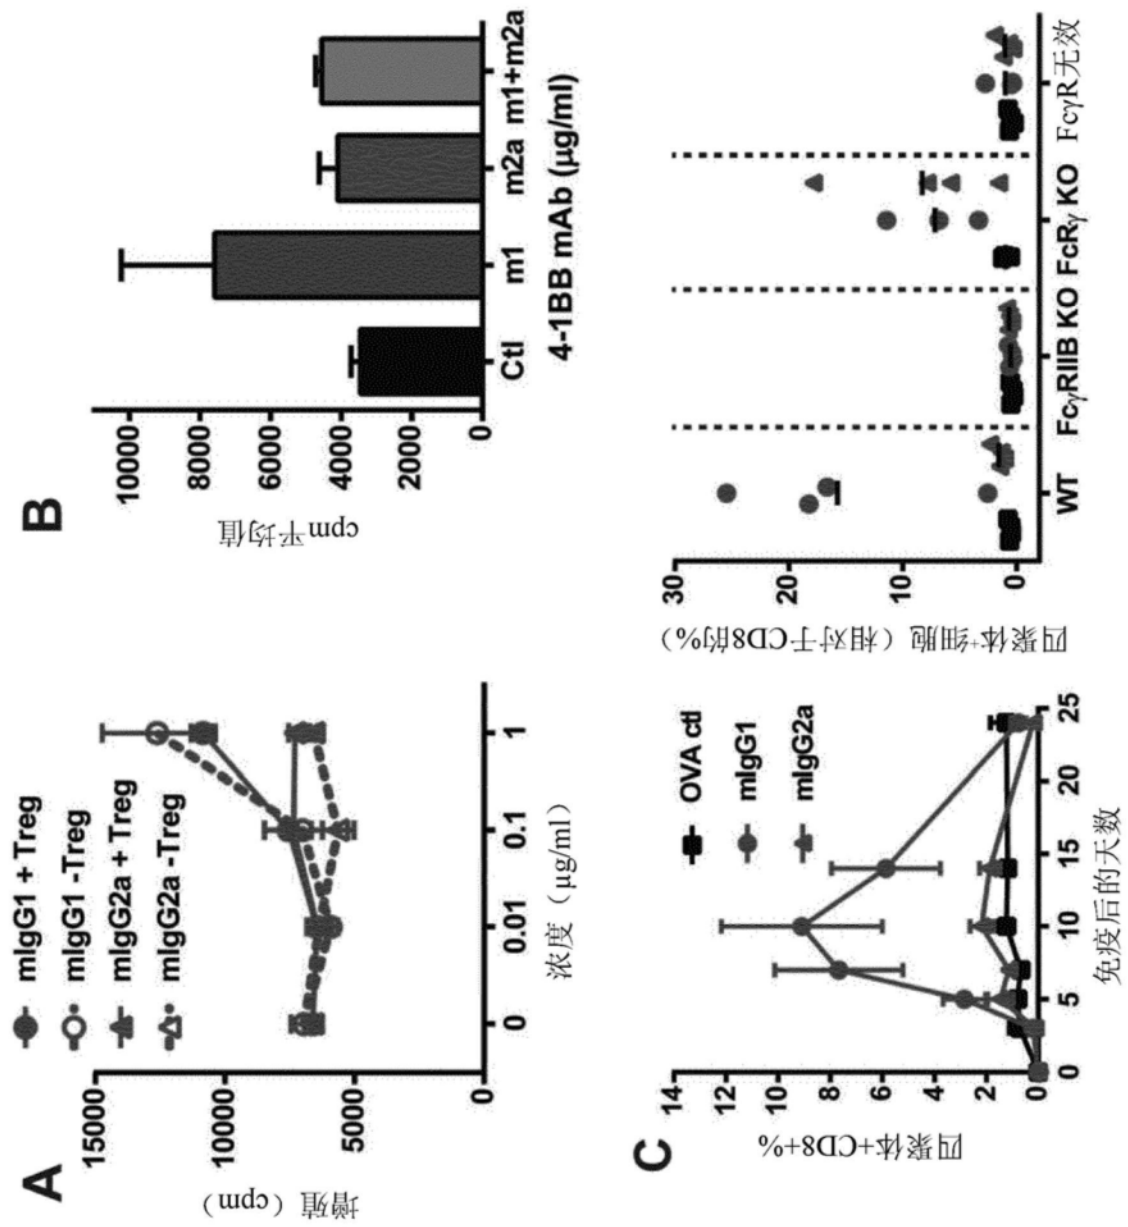 A
mIgG1 + Treg
mIgG1 -Treg
mIgG2a + Treg
mIgG2a -Treg
增殖（cpm）
15000
10000
5000
0
0
0.01
0.1
1
浓度（μg/ml）
B
cpm平均值
10000
8000
6000
4000
2000
0
Ctl
m1
m2a
m1+m2a
4-1BB mAb (μg/ml)
C
四聚体+CD8+%
14
12
10
8
6
4
2
0
0
5
10
15
20
25
免疫后的天数
OVA ctl
mIgG1
mIgG2a
四聚体+细胞（相对于CD8的%）
30
20
10
0
WT
FcγRIIB KO
FcRγ KO
FcγR无效